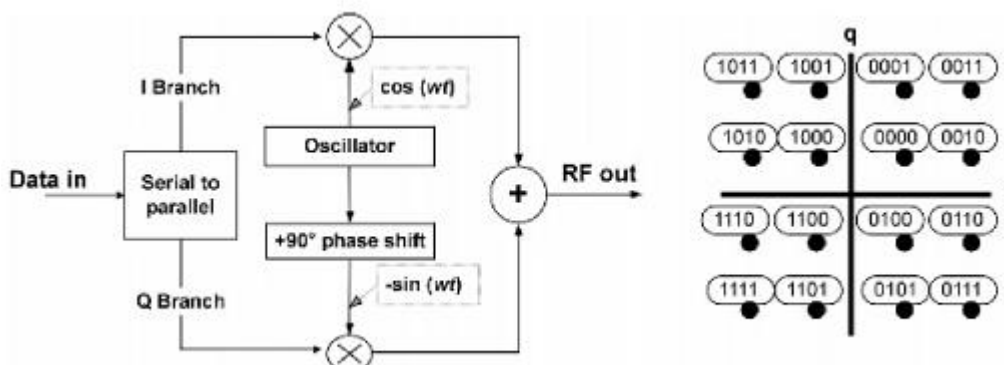 I Branch
cos (wt)
Oscillator
Data in
Serial to
parallel
+
RF out
+90° phase shift
-sin (wt)
Q Branch
q
1011 1001 0001 0011
1010 1000 0000 0010
1110 1100 0100 0110
1111 1101 0101 0111